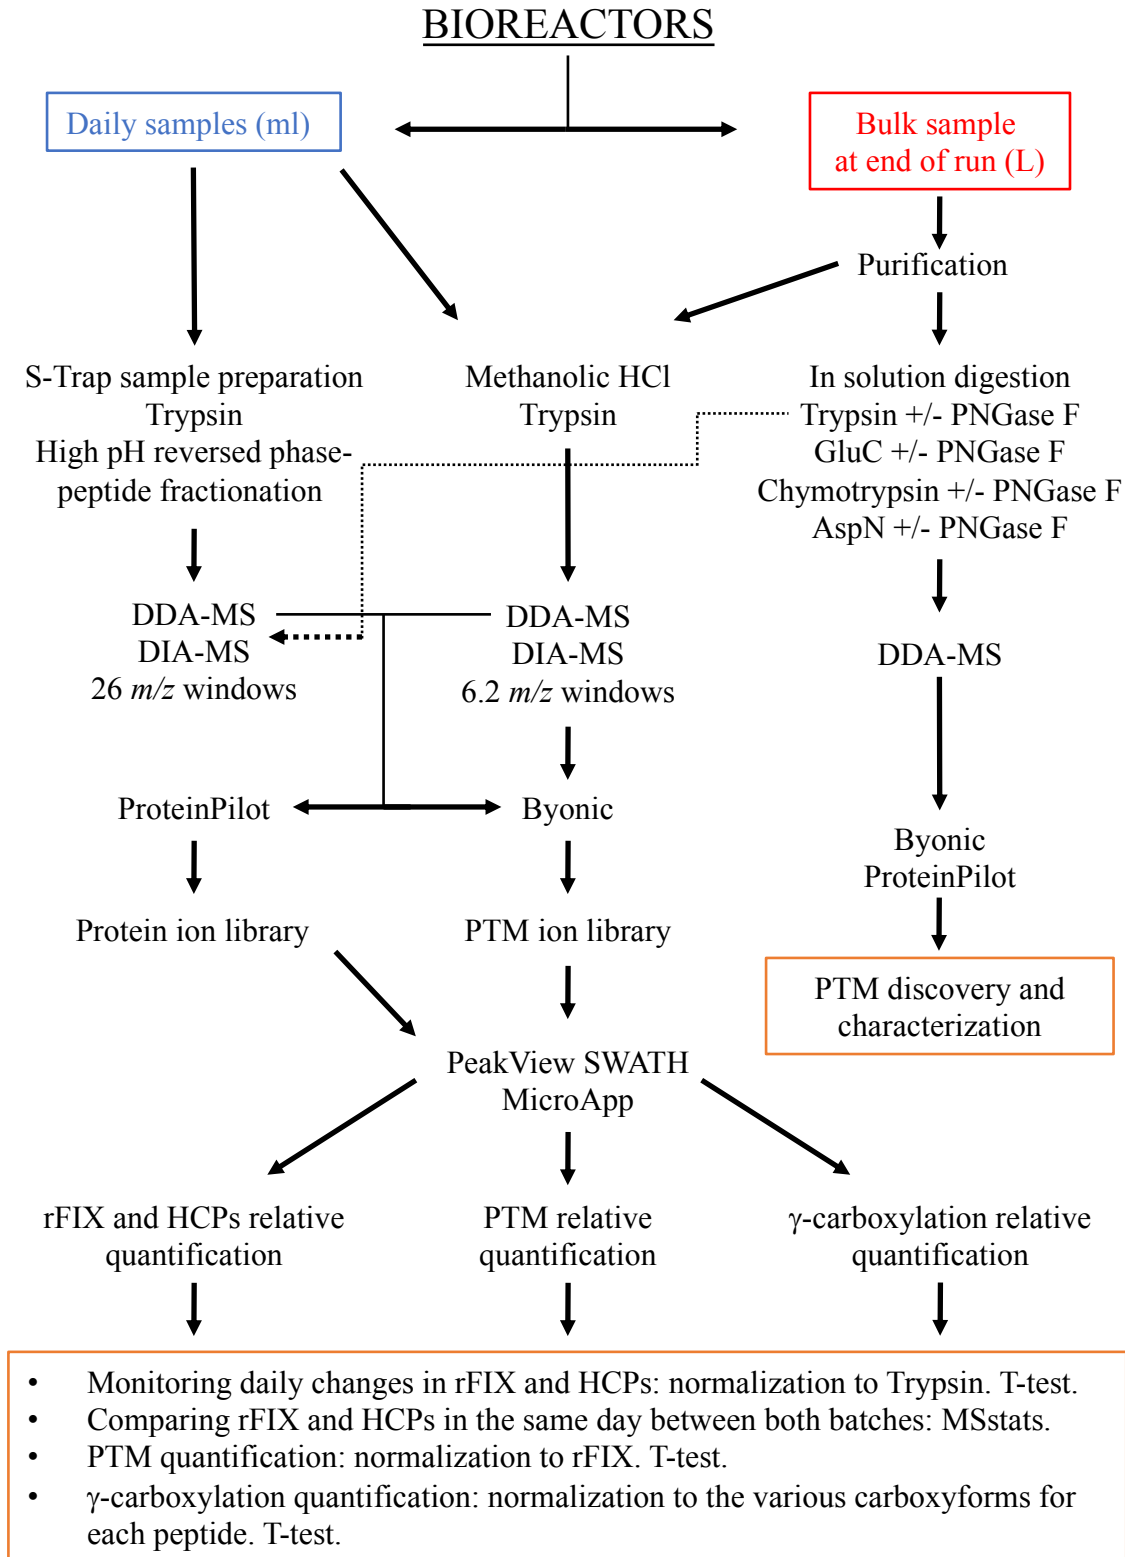 BIOREACTORS
Daily samples (ml)
Bulk sample
at end of run (L)
Purification
S-Trap sample preparation
Trypsin
High pH reversed phase-
peptide fractionation
Methanolic HCl
Trypsin
In solution digestion
Trypsin +/- PNGase F
GluC +/- PNGase F
Chymotrypsin +/- PNGase F
AspN +/- PNGase F
DDA-MS
DIA-MS
26 m/z windows
DDA-MS
DIA-MS
6.2 m/z windows
DDA-MS
ProteinPilot
Byonic
Byonic
ProteinPilot
Protein ion library
PTM ion library
PTM discovery and
characterization
PeakView SWATH
MicroApp
rFIX and HCPs relative
quantification
PTM relative
quantification
γ-carboxylation relative
quantification
• Monitoring daily changes in rFIX and HCPs: normalization to Trypsin. T-test.
• Comparing rFIX and HCPs in the same day between both batches: MSstats.
• PTM quantification: normalization to rFIX. T-test.
• γ-carboxylation quantification: normalization to the various carboxyforms for
each peptide. T-test.